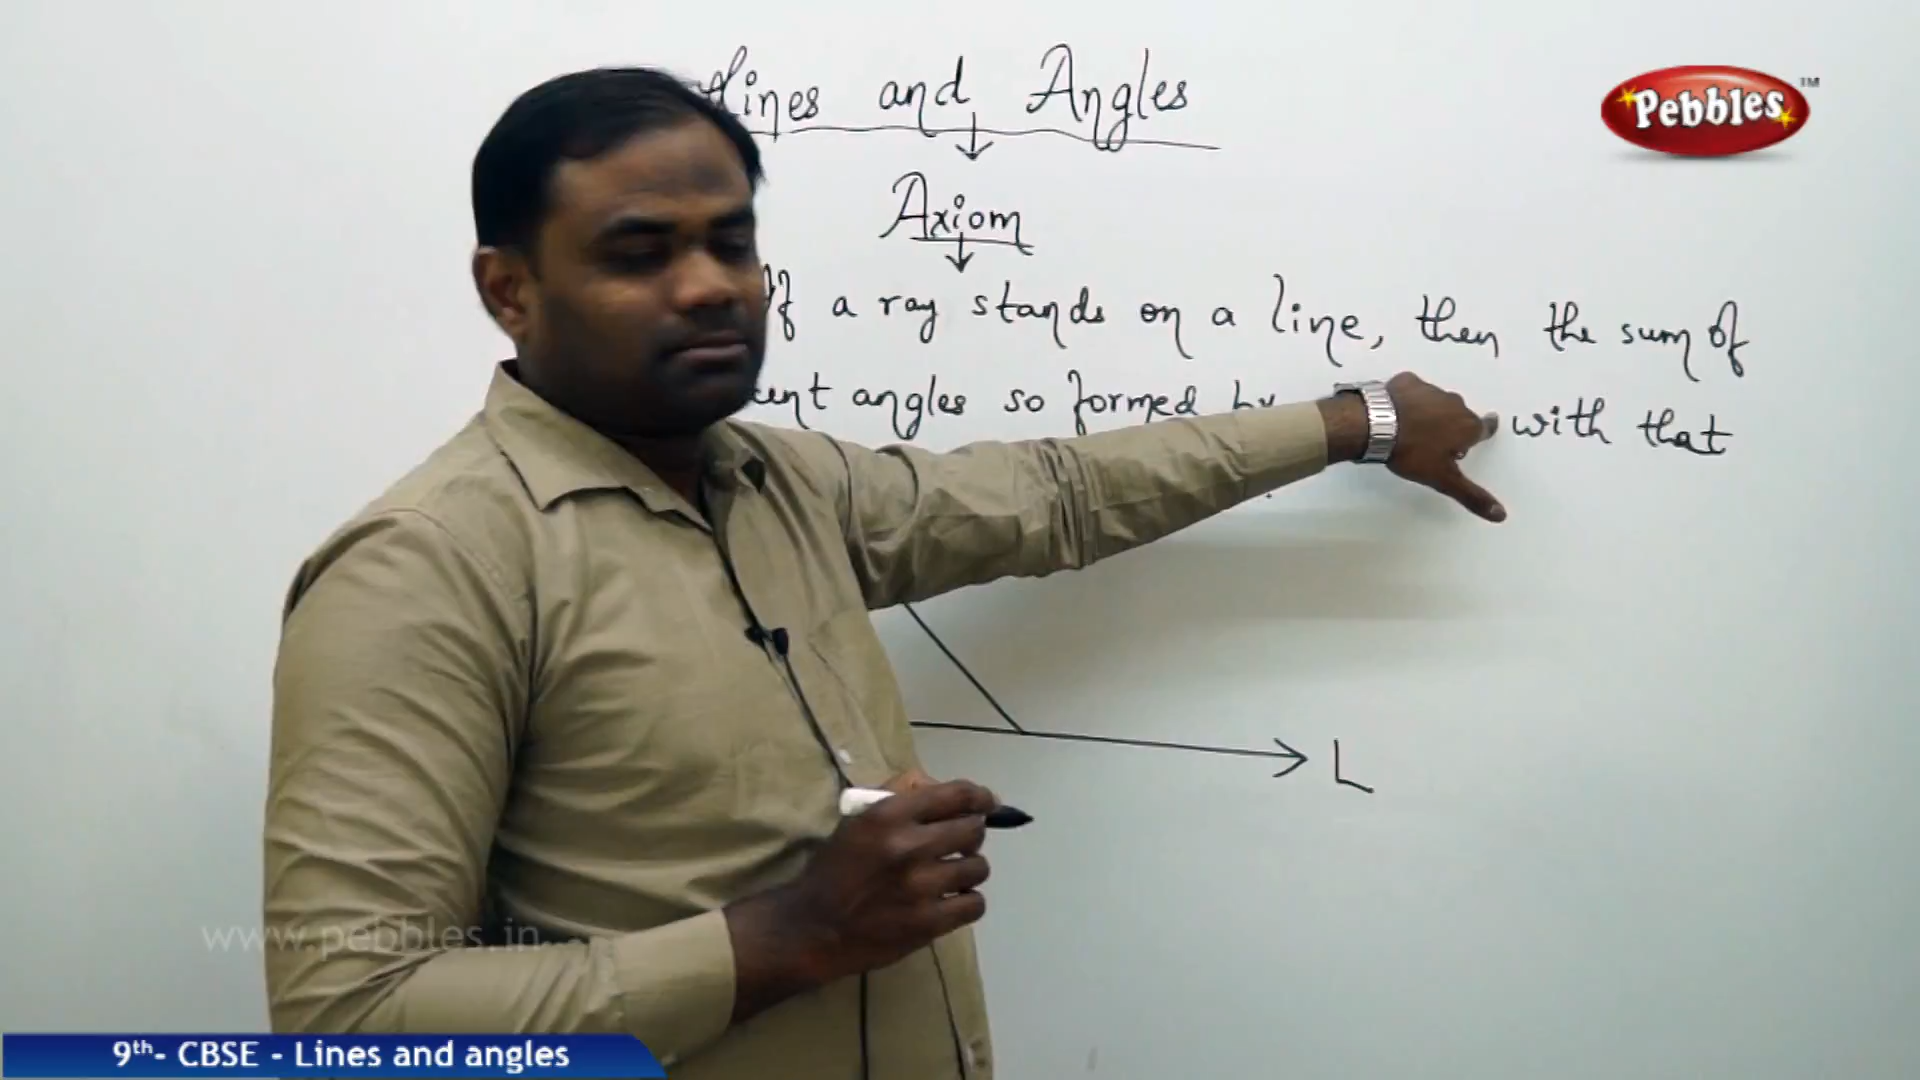 Lines and Angles
Pebbles™
Axiom
If a ray stands on a line, then the sum of
angles so formed by with that
L
www.pebbles.in
9th- CBSE - Lines and angles